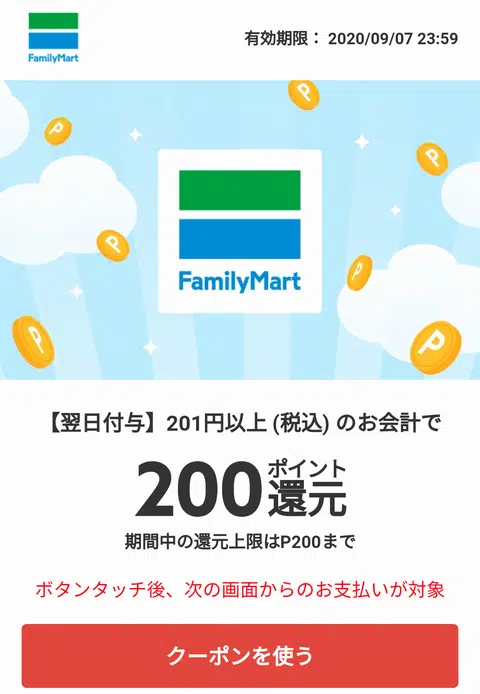 FamilyMart
有効期限： 2020/09/07 23:59
FamilyMart
【翌日付与】201円以上 (税込) のお会計で
200ポイント還元
期間中の還元上限はP200まで
ボタンタッチ後、次の画面からのお支払いが対象
クーポンを使う